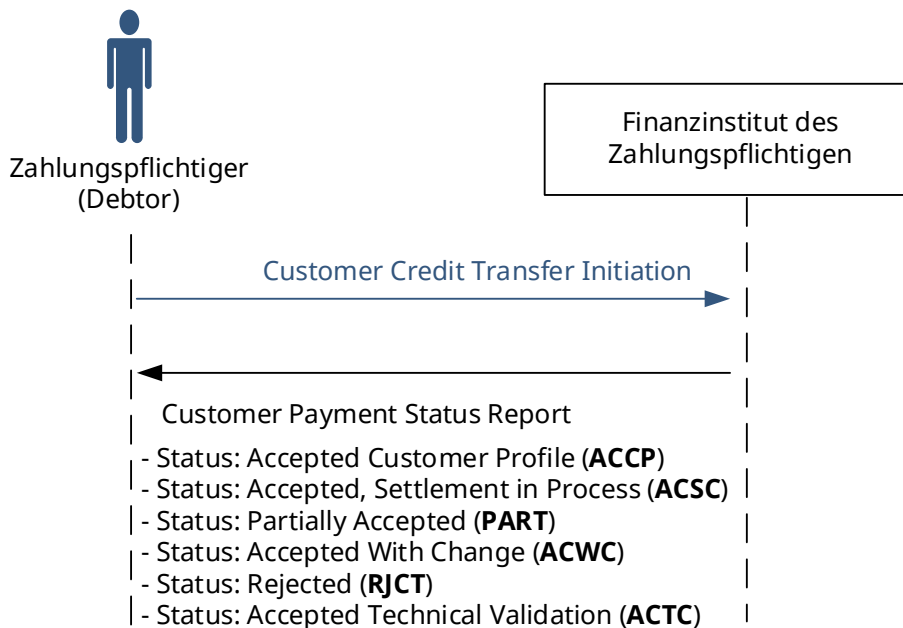 Zahlungspflichtiger
(Debtor)
Finanzinstitut des
Zahlungspflichtigen
Customer Credit Transfer Initiation
Customer Payment Status Report
- Status: Accepted Customer Profile (ACCP)
- Status: Accepted, Settlement in Process (ACSC)
- Status: Partially Accepted (PART)
- Status: Accepted With Change (ACWC)
- Status: Rejected (RJCT)
- Status: Accepted Technical Validation (ACTC)